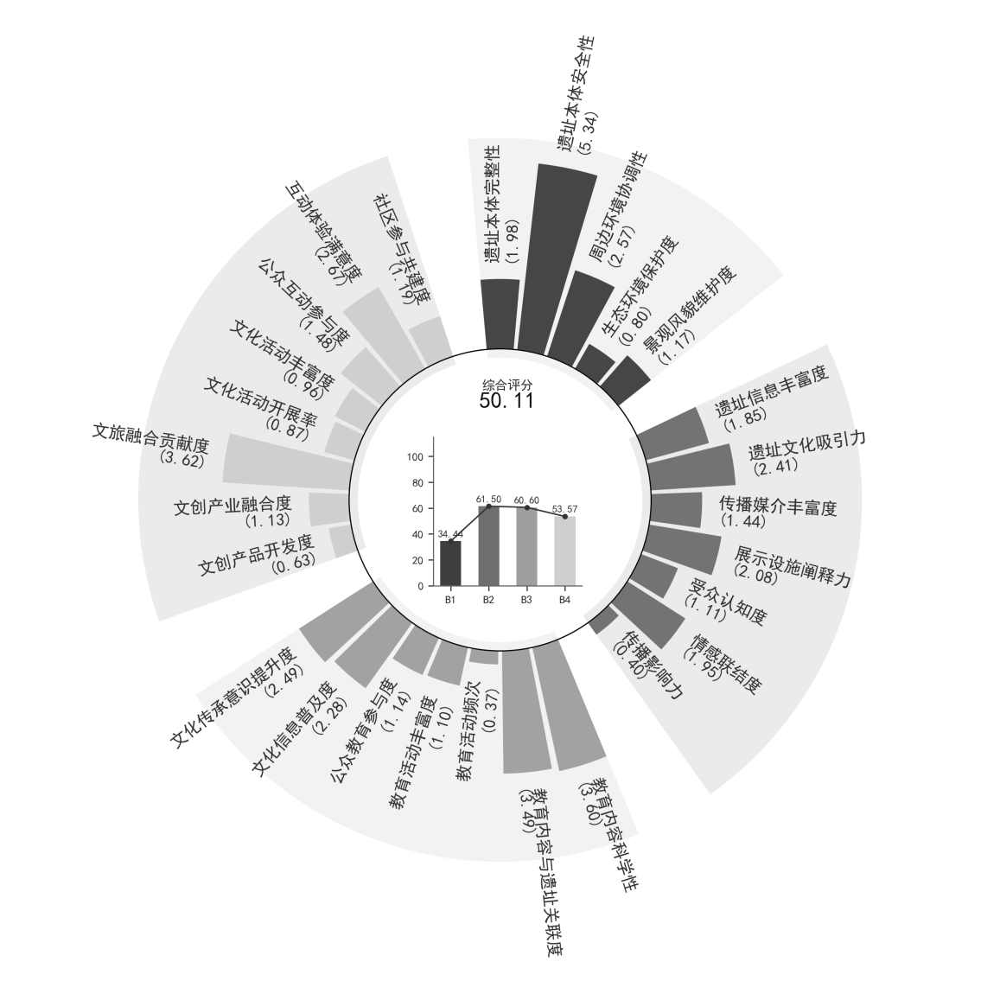 遗址本体完整性
(1.98)
遗址本体安全性
(5.34)
周边环境协调性
(2.57)
生态环境保护度
(0.80)
景观风貌维护度
(1.17)
遗址信息丰富度
(1.85)
遗址文化吸引力
(2.41)
传播媒介丰富度
(1.44)
展示设施阐释力
(2.08)
受众认知度
(1.11)
情感联结度
(1.95)
传播影响力
(0.40)
教育内容科学性
(3.60)
教育内容与遗址关联度
(3.49)
教育活动频次
(0.37)
教育活动丰富度
(1.10)
公众教育参与度
(1.14)
文化信息普及度
(2.28)
文化传承意识提升度
(2.49)
文创产品开发度
(0.63)
文创产业融合度
(1.13)
文旅融合贡献度
(3.62)
文化活动开展率
(0.87)
文化活动丰富度
(0.96)
公众互动参与度
(1.48)
互动体验满意度
(2.67)
社区参与共建度
(1.19)
综合评分
50.11
100
80
60
40
20
0
34.44
61.50
60.60
53.57
B1 B2 B3 B4